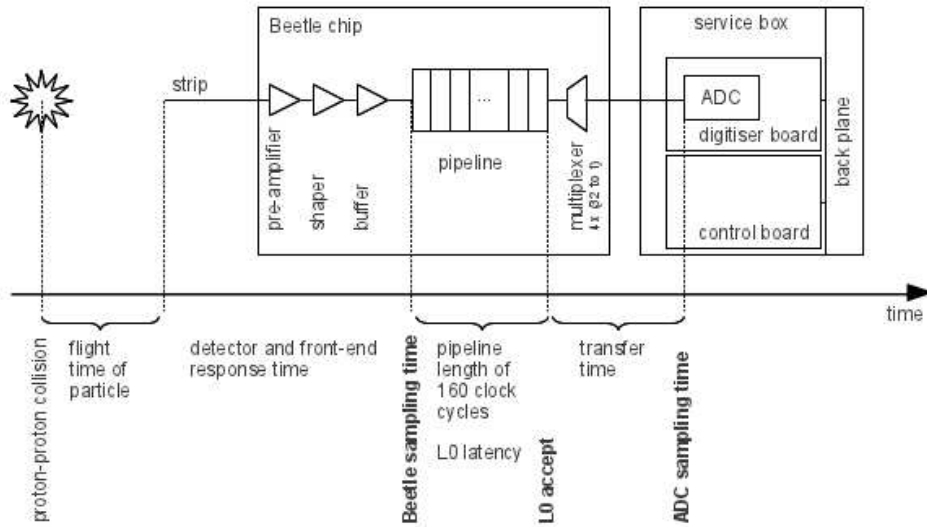 Beetle chip
service box
strip
...
ADC
digitiser board
back plane
pipeline
pre-amplifier
shaper
buffer
multiplexer
4 x (32 to 1)
control board
time
proton-proton collision
flight
time of
particle
detector and front-end
response time
Beetle sampling time
pipeline
length of
160 clock
cycles
L0 latency
L0 accept
transfer
time
ADC sampling time